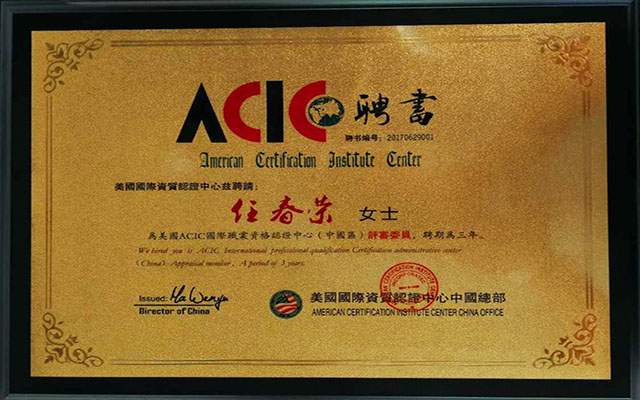 ACIC 聘書
聘书编号：20170629001
American Certification Institute Center
美國國際資質認證中心兹聘請：
任春榮 女士
爲美國ACIC國際職業資格認證中心（中國區）評審委員，聘期爲三年。
We hired you is ACIC International professional qualification Certification administrative center
(China) Appraisal member, A period of 3 years.
Issued:
Director of China
美國國際資質認證中心中國總部
AMERICAN CERTIFICATION INSTITUTE CENTER CHINA OFFICE